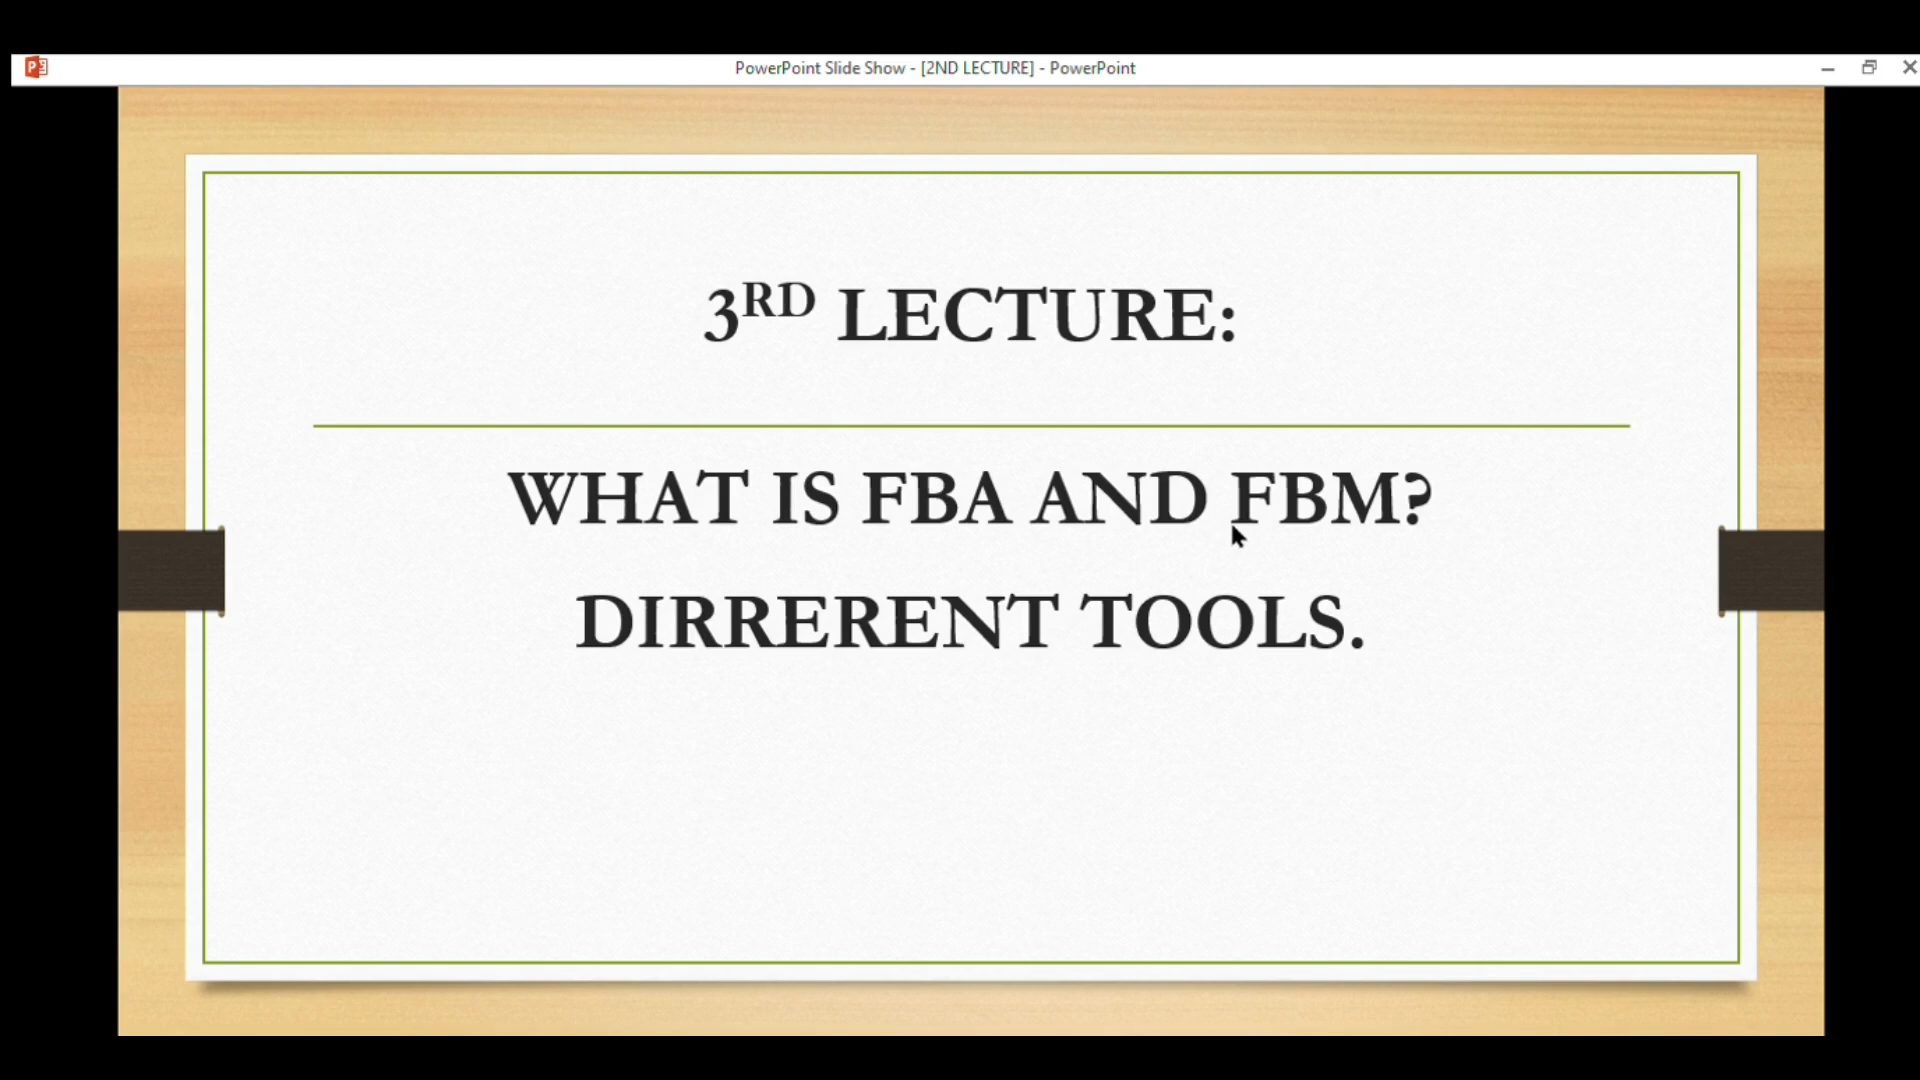 PowerPoint Slide Show - [2ND LECTURE] - PowerPoint
3RD LECTURE:
WHAT IS FBA AND FBM?
DIRRERENT TOOLS.